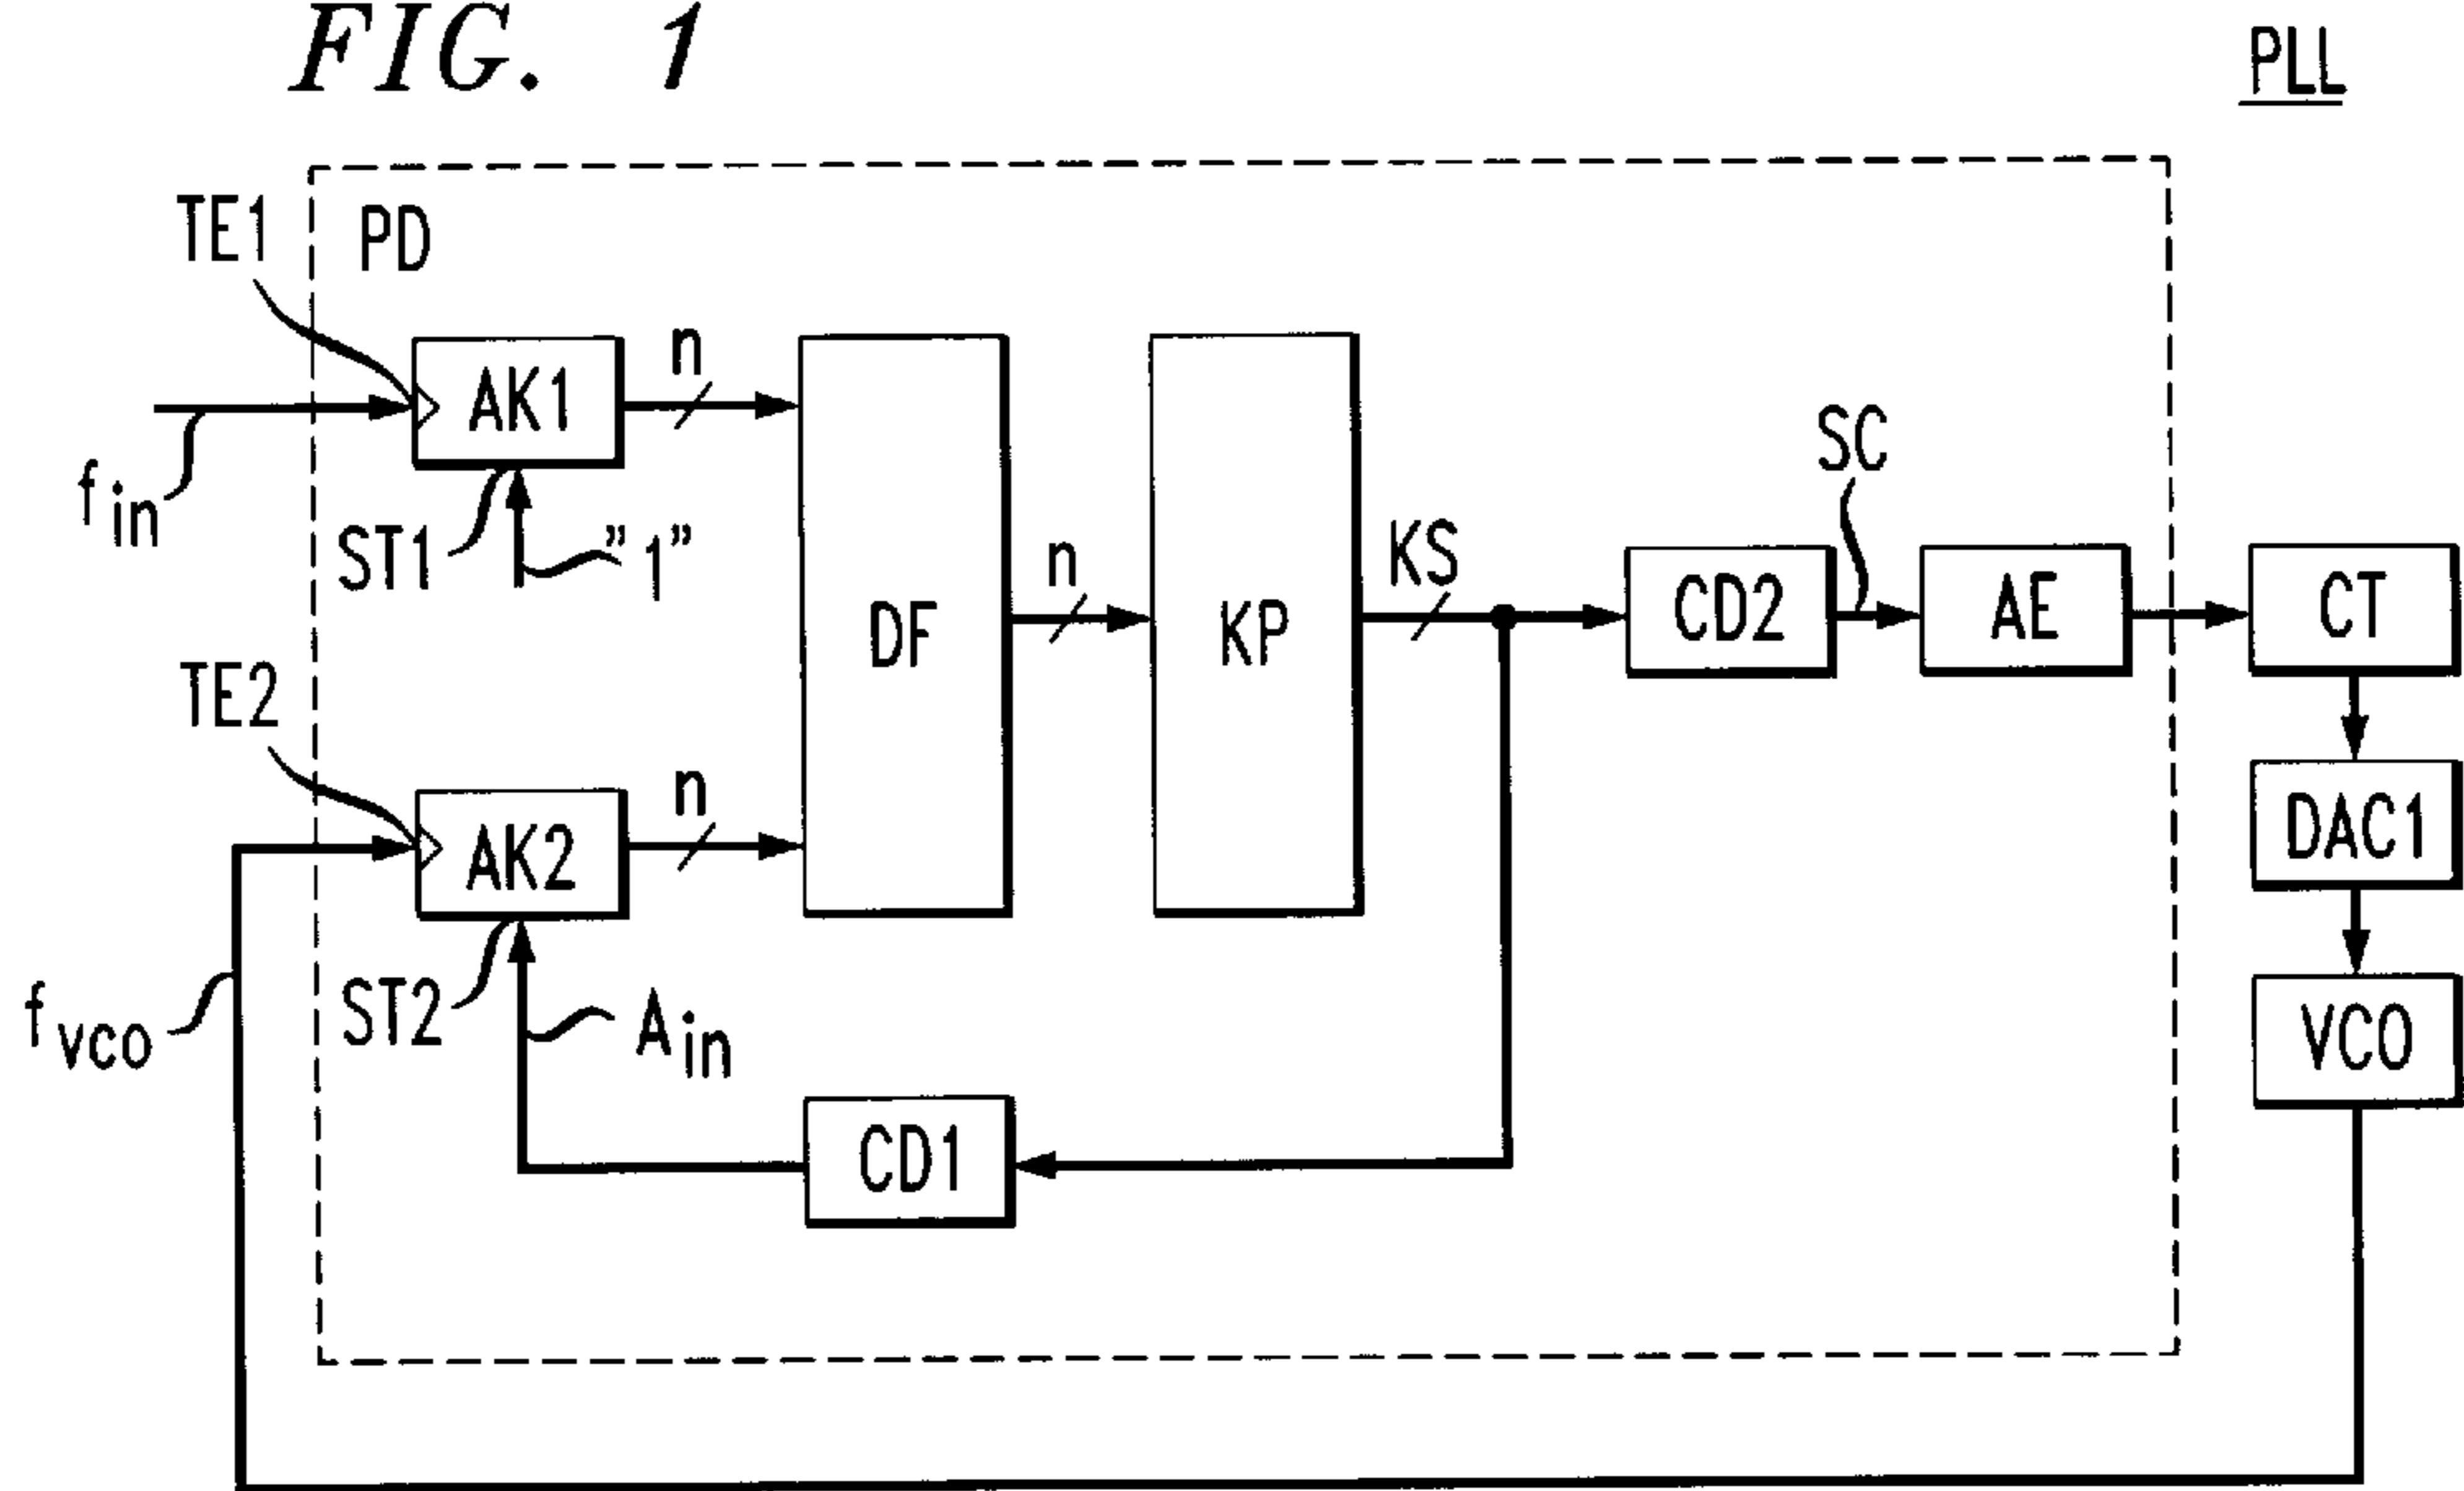 FIG. 1
PLL
TE1
PD
n
AK1
f in
ST1
"1"
SC
KS
n
DF
KP
CD2
AE
CT
TE2
n
AK2
DAC1
f vco
ST2
A in
VCO
CD1